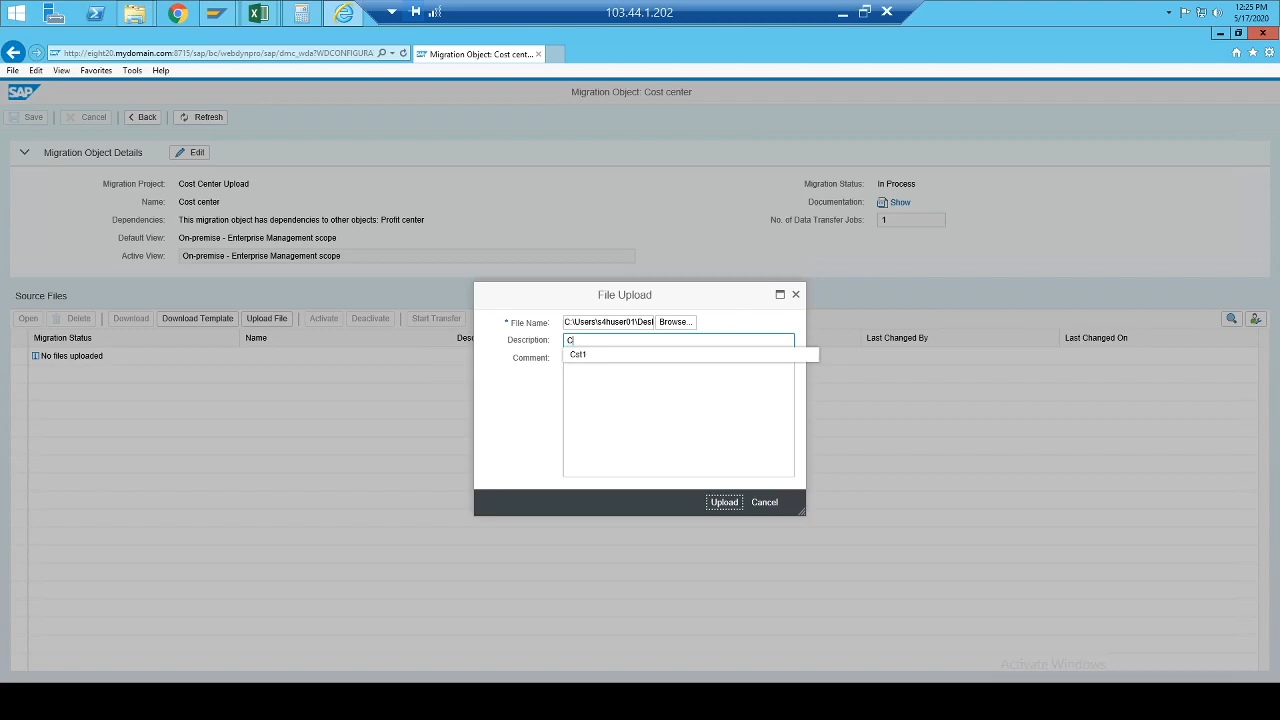 103.44.1.202
12:25 PM
5/17/2020
http://eight20.mydomain.com:8715/sap/bc/webdynpro/sap/dmc_wda?WDCONFIGURA
Migration Object: Cost cent...
File Edit View Favorites Tools Help
SAP
Migration Object: Cost center
Save Cancel Back Refresh
Migration Object Details Edit
Migration Project: Cost Center Upload
Migration Status: In Process
Name: Cost center
Documentation: Show
Dependencies: This migration object has dependencies to other objects: Profit center
No. of Data Transfer Jobs: 1
Default View: On-premise - Enterprise Management scope
Active View: On-premise - Enterprise Management scope
Source Files
Open Delete Download Download Template Upload File Activate Deactivate Start Transfer
Migration Status Name Desc Last Changed By Last Changed On
No files uploaded
File Upload
* File Name: C:\Users\s4huser01\Desl Browse...
Description: C
Cst1
Comment:
Upload Cancel
Activate Windows